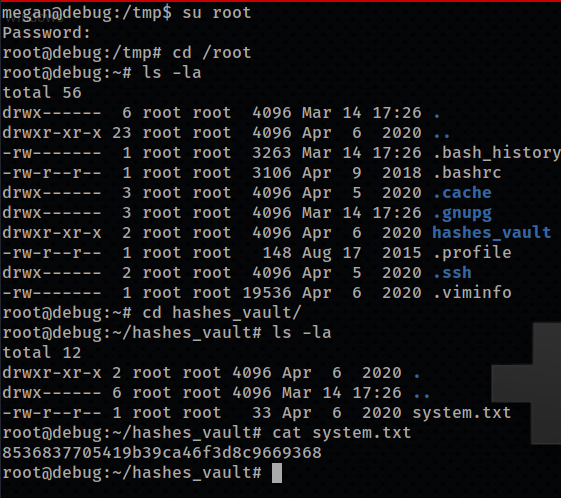 megan@debug:/tmp$ su root
Password:
root@debug:/tmp# cd /root
root@debug:~# ls -la
total 56
drwx------  6 root root  4096 Mar 14 17:26 .
drwxr-xr-x 23 root root  4096 Apr  6  2020 ..
-rw-------  1 root root  3263 Mar 14 17:26 .bash_history
-rw-r--r--  1 root root  3106 Apr  9  2018 .bashrc
drwx------  3 root root  4096 Apr  5  2020 .cache
drwx------  3 root root  4096 Mar 14 17:26 .gnupg
drwxr-xr-x  2 root root  4096 Apr  6  2020 hashes_vault
-rw-r--r--  1 root root   148 Aug 17  2015 .profile
drwx------  2 root root  4096 Apr  5  2020 .ssh
-rw-------  1 root root 19536 Apr  6  2020 .viminfo
root@debug:~# cd hashes_vault/
root@debug:~/hashes_vault# ls -la
total 12
drwxr-xr-x 2 root root 4096 Apr  6  2020 .
drwx------ 6 root root 4096 Mar 14 17:26 ..
-rw-r--r-- 1 root root   33 Apr  6  2020 system.txt
root@debug:~/hashes_vault# cat system.txt
8536837705419b39ca46f3d8c9669368
root@debug:~/hashes_vault#